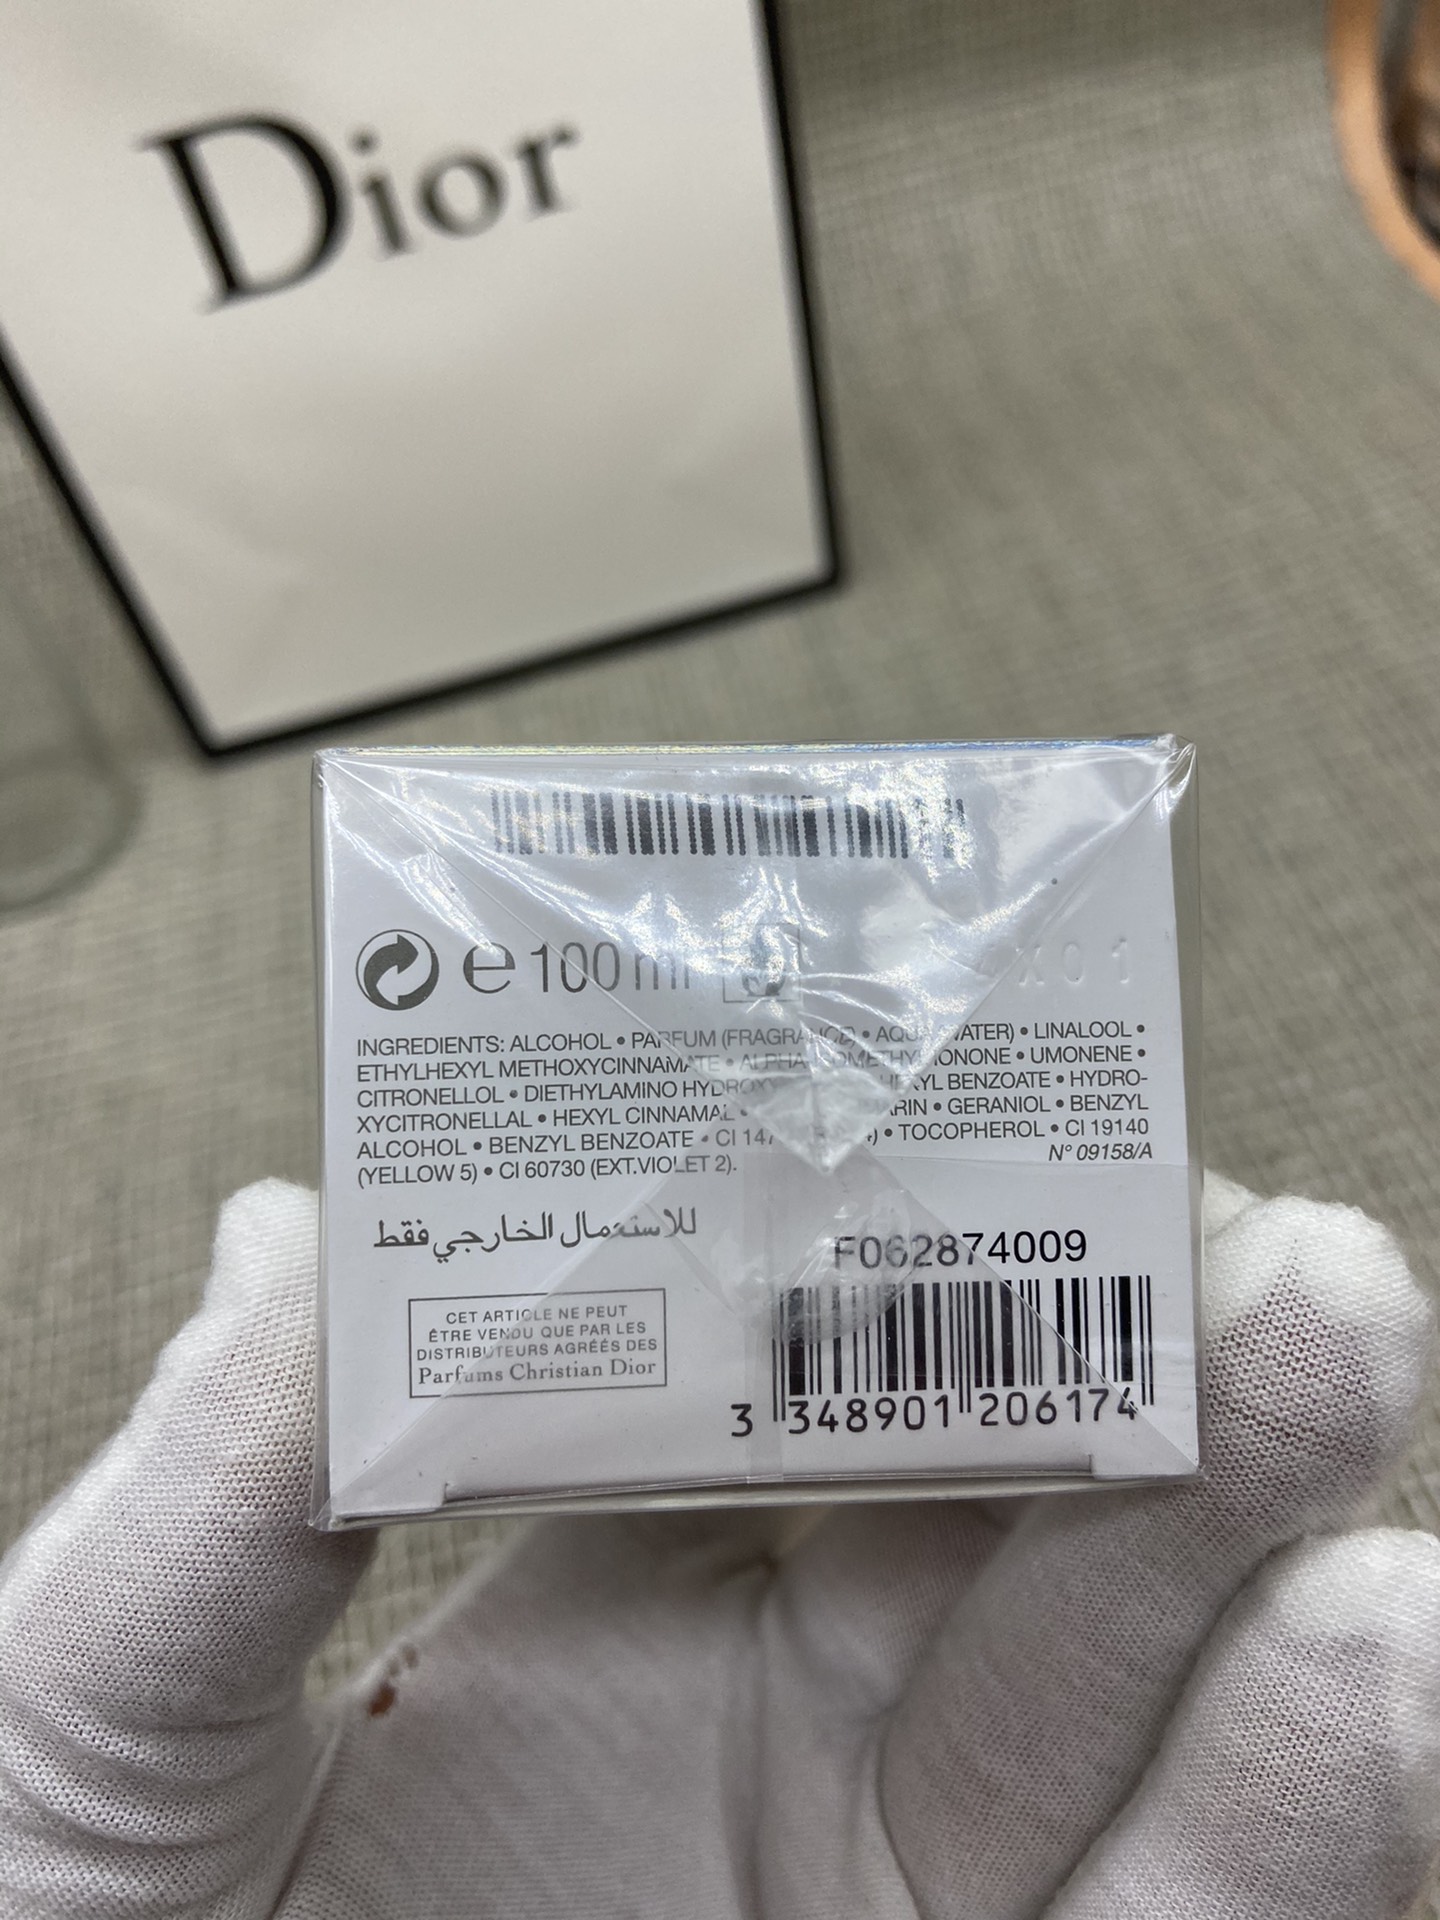 Dior
e 100 ml
X01
INGREDIENTS: ALCOHOL • PARFUM (FRAGRANCE) • AQUA (WATER) • LINALOOL •
ETHYLHEXYL METHOXYCINNAMATE • ALPHA-ISOMETHYL IONONE • UMONENE •
CITRONELLOL • DIETHYLAMINO HYDROXY HEXYL BENZOATE • HYDRO-
XYCITRONELLAL • HEXYL CINNAMAL • • GERANIOL • BENZYL
ALCOHOL • BENZYL BENZOATE • CI • TOCOPHEROL • CI 19140
(YELLOW 5) • CI 60730 (EXT.VIOLET 2).
N° 09158/A
للاستعمال الخارجي فقط
F062874009
CET ARTICLE NE PEUT
ÊTRE VENDU QUE PAR LES
DISTRIBUTEURS AGRÉÉS DES
Parfums Christian Dior
3 348901 206174